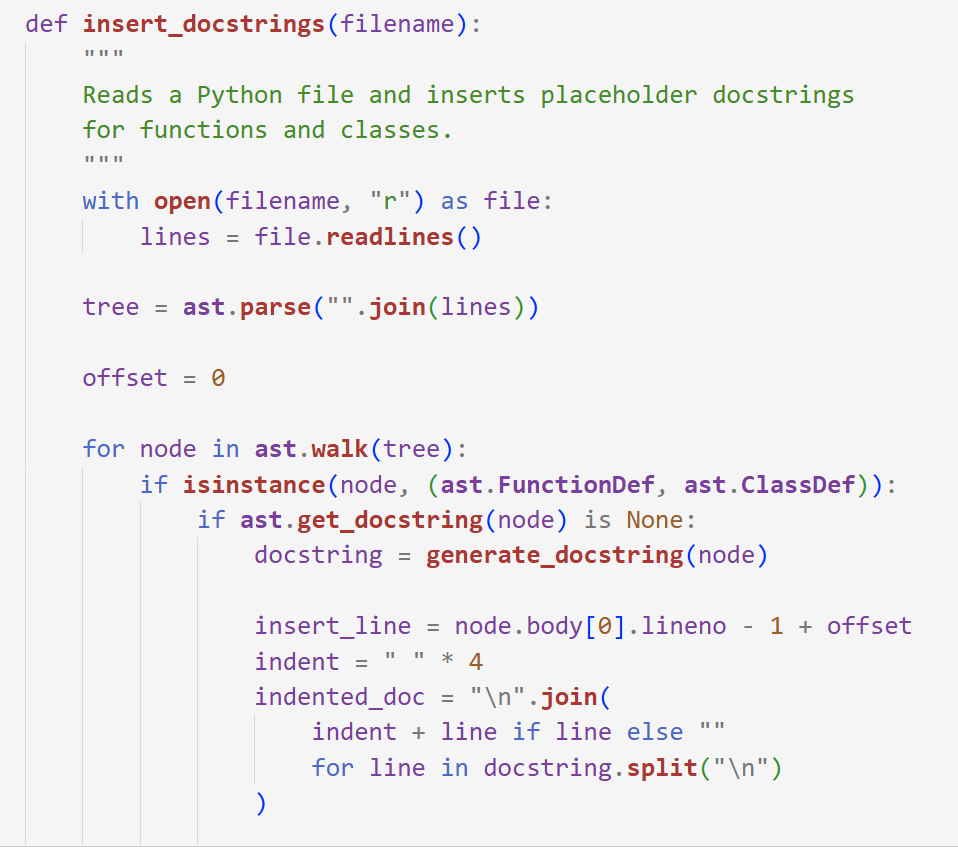 def insert_docstrings(filename):
    """
    Reads a Python file and inserts placeholder docstrings
    for functions and classes.
    """
    with open(filename, "r") as file:
        lines = file.readlines()

    tree = ast.parse("".join(lines))

    offset = 0

    for node in ast.walk(tree):
        if isinstance(node, (ast.FunctionDef, ast.ClassDef)):
            if ast.get_docstring(node) is None:
                docstring = generate_docstring(node)

                insert_line = node.body[0].lineno - 1 + offset
                indent = " " * 4
                indented_doc = "\n".join(
                    indent + line if line else ""
                    for line in docstring.split("\n")
                )